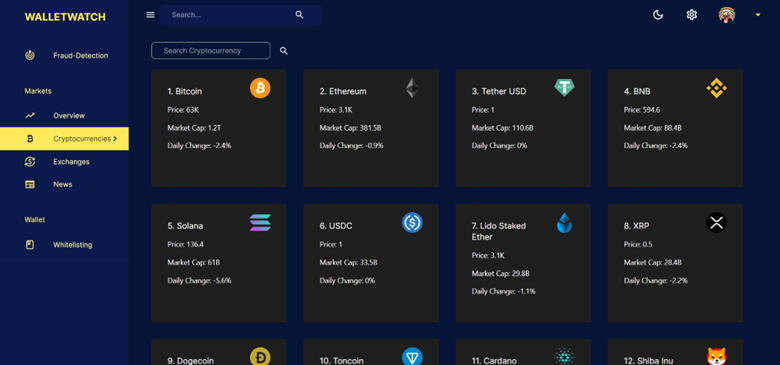 WALLETWATCH
Search...
Fraud-Detection
Search Cryptocurrency
Markets
Overview
Cryptocurrencies
Exchanges
News
Wallet
Whitelisting
1. Bitcoin
Price: 63K
Market Cap: 1.2T
Daily Change: -2.4%
2. Ethereum
Price: 3.1K
Market Cap: 381.5B
Daily Change: -0.9%
3. Tether USD
Price: 1
Market Cap: 110.6B
Daily Change: 0%
4. BNB
Price: 594.6
Market Cap: 88.4B
Daily Change: -2.4%
5. Solana
Price: 136.4
Market Cap: 61B
Daily Change: -5.6%
6. USDC
Price: 1
Market Cap: 33.5B
Daily Change: 0%
7. Lido Staked
Ether
Price: 3.1K
Market Cap: 29.8B
Daily Change: -1.1%
8. XRP
Price: 0.5
Market Cap: 28.4B
Daily Change: -2.2%
9. Dogecoin
10. Toncoin
11. Cardano
12. Shiba Inu